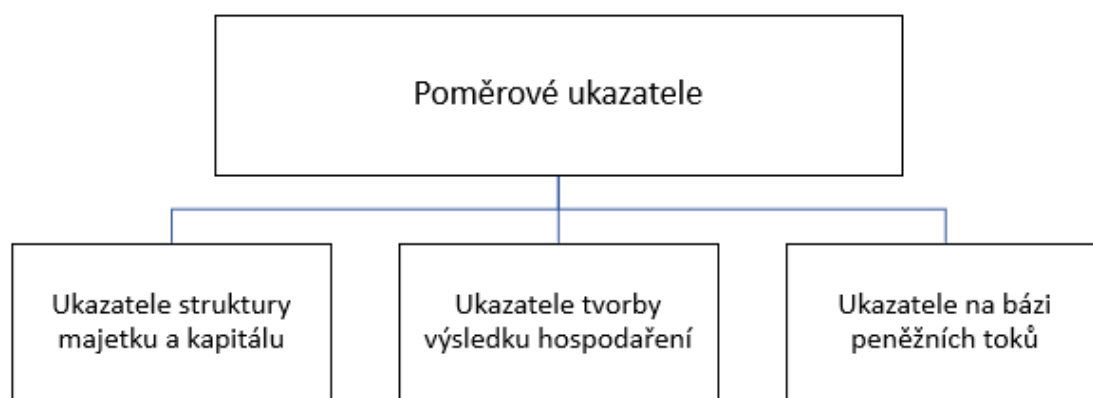 Poměrové ukazatele
Ukazatele struktury
majetku a kapitálu
Ukazatele tvorby
výsledku hospodaření
Ukazatele na bázi
peněžních toků